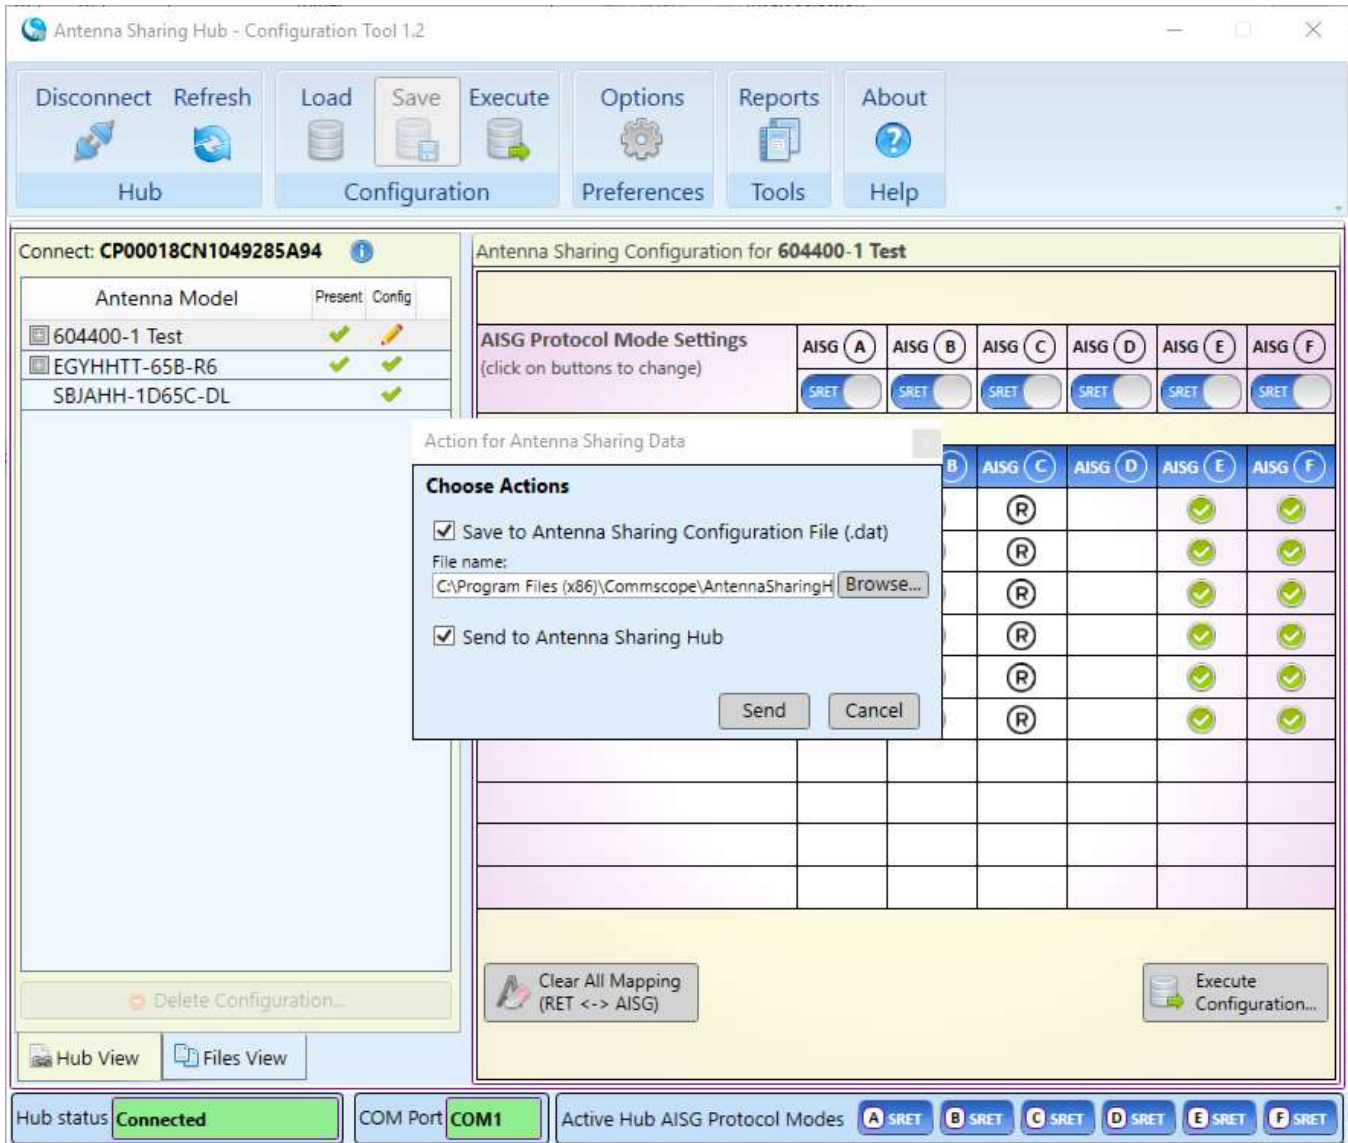 Antenna Sharing Hub - Configuration Tool 1.2
Disconnect Refresh Load Save Execute Options Reports About
Hub Configuration Preferences Tools Help
Connect: CP00018CN1049285A94
Antenna Sharing Configuration for 604400-1 Test
Antenna Model Present Config
604400-1 Test
EGYHHTT-65B-R6
SBJAHH-1D65C-DL
AISG Protocol Mode Settings
(click on buttons to change)
AISG A AISG B AISG C AISG D AISG E AISG F
SRET SRET SRET SRET SRET SRET
Action for Antenna Sharing Data
B AISG C AISG D AISG E AISG F
Choose Actions
Save to Antenna Sharing Configuration File (.dat)
File name:
C:\Program Files (x86)\Commscope\AntennaSharingH Browse...
Send to Antenna Sharing Hub
Send Cancel
R
R
R
R
R
R
Clear All Mapping
(RET <-> AISG)
Execute
Configuration...
Delete Configuration...
Hub View Files View
Hub status Connected COM Port COM1 Active Hub AISG Protocol Modes A SRET B SRET C SRET D SRET E SRET F SRET